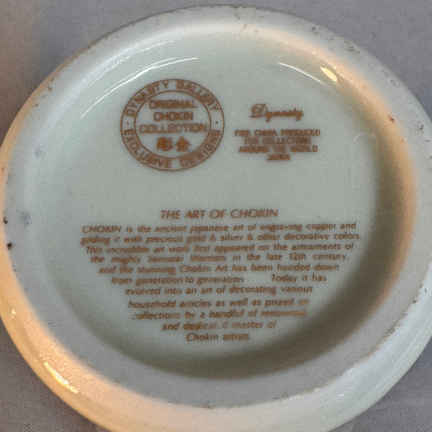 DYNASTY GALLERY
ORIGINAL
CHOKIN
COLLECTION
彫金
EXCLUSIVE DESIGNS
Dynasty
FINE CHINA PRODUCED
FOR COLLECTORS
AROUND THE WORLD
JAPAN
THE ART OF CHOKIN
CHOKIN is the ancient Japanese art of engraving copper and
gilding it with precious gold & silver & other decorative colors.
This incredible art work first appeared on the armaments of
the mighty Samurai Warriors in the late 12th century,
and the stunning Chokin Art has been handed down
from generation to generation Today it has
evolved into an art of decorating various
household articles as well as prized
collections by a handful of renowned
and dedicated master of
Chokin artists